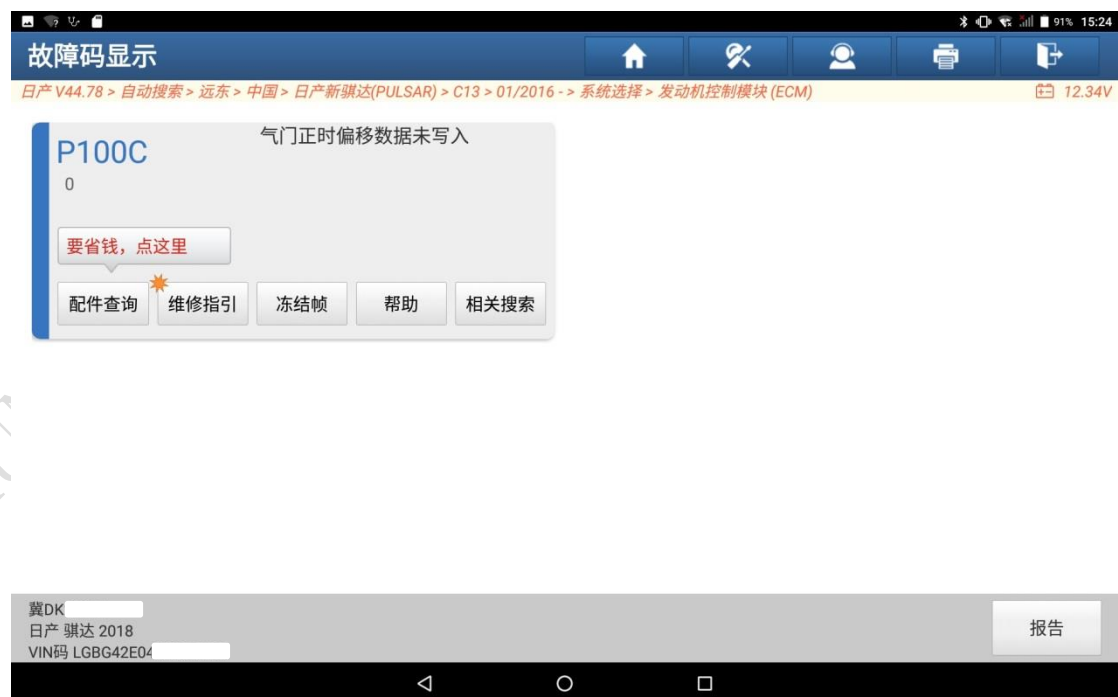 91% 15:24
故障码显示
日产 V44.78 > 自动搜索 > 远东 > 中国 > 日产新骐达(PULSAR) > C13 > 01/2016 - > 系统选择 > 发动机控制模块 (ECM) 12.34V
P100C 气门正时偏移数据未写入
0
要省钱，点这里
配件查询 维修指引 冻结帧 帮助 相关搜索
冀DK
日产 骐达 2018
VIN码 LGBG42E04
报告